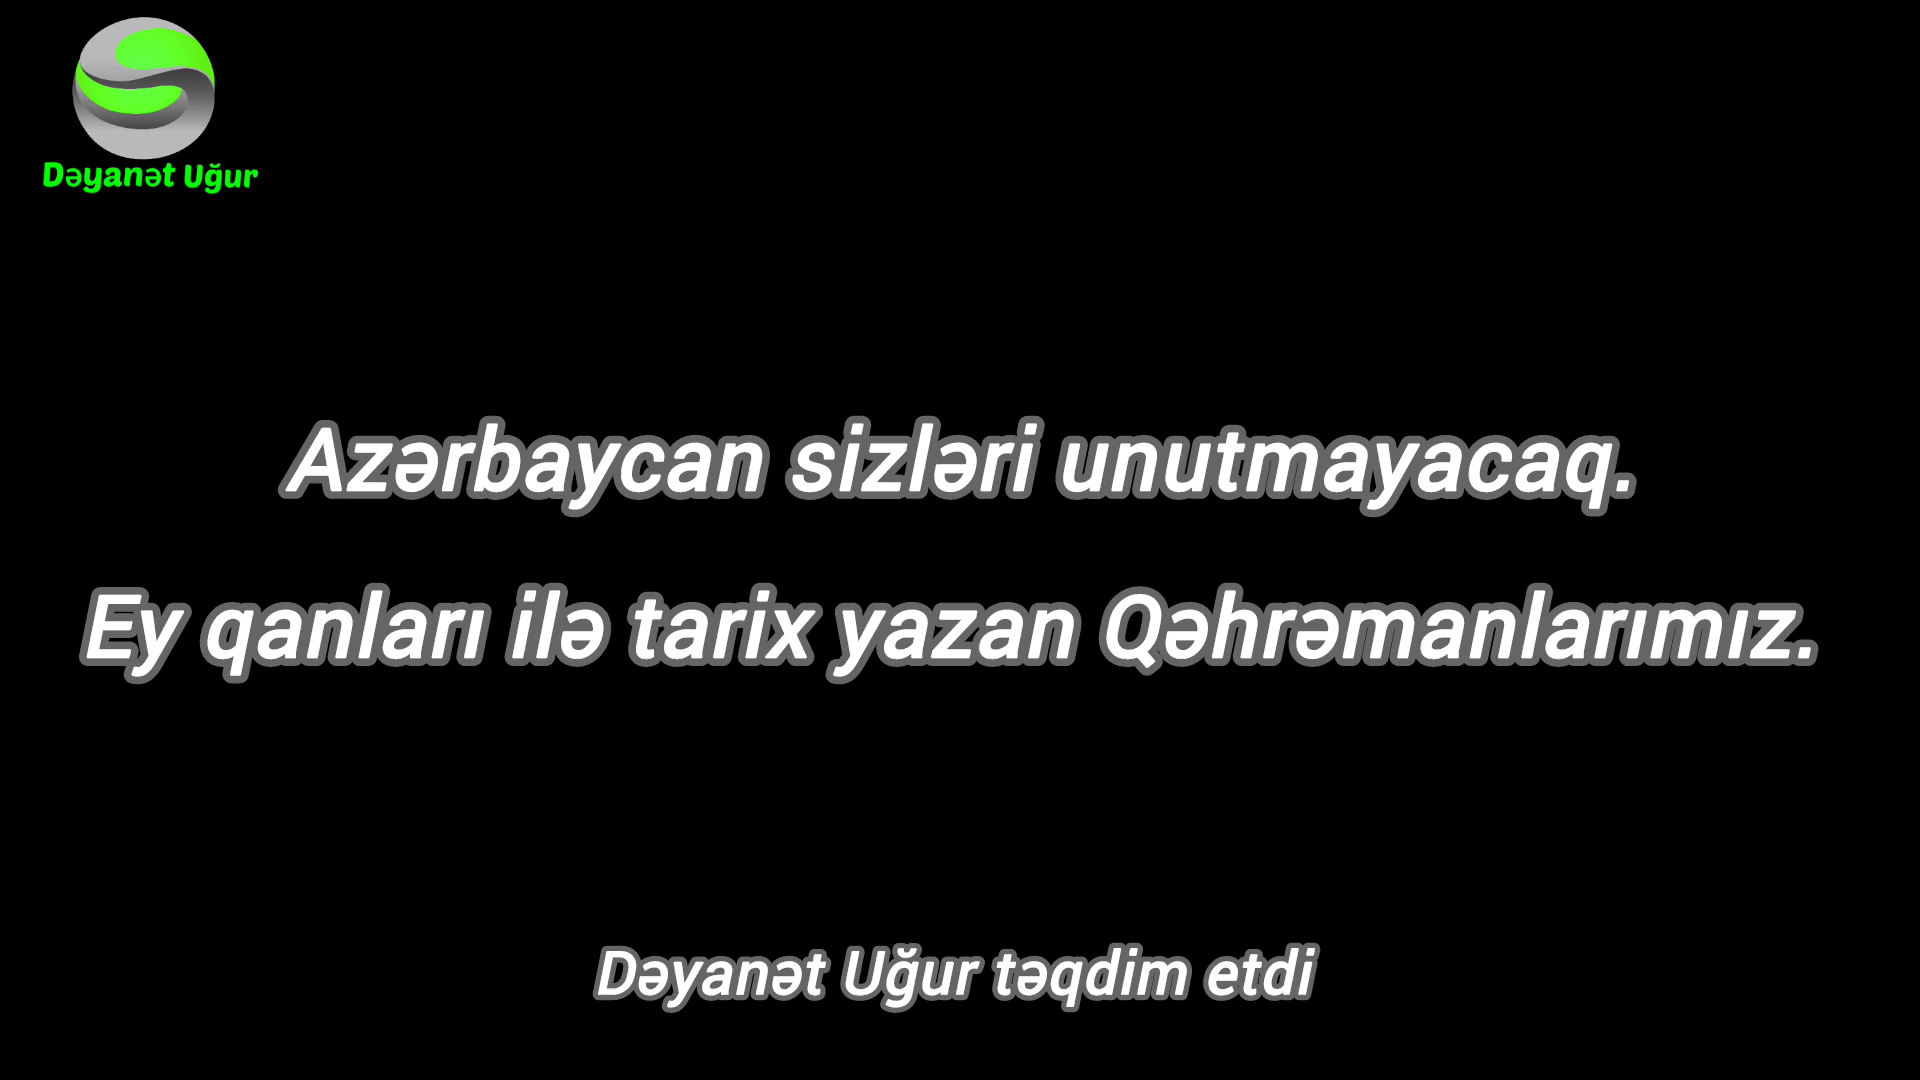 Dəyanət Uğur
Azərbaycan sizləri unutmayacaq.
Ey qanları ilə tarix yazan Qəhrəmanlarımız.
Dəyanət Uğur təqdim etdi